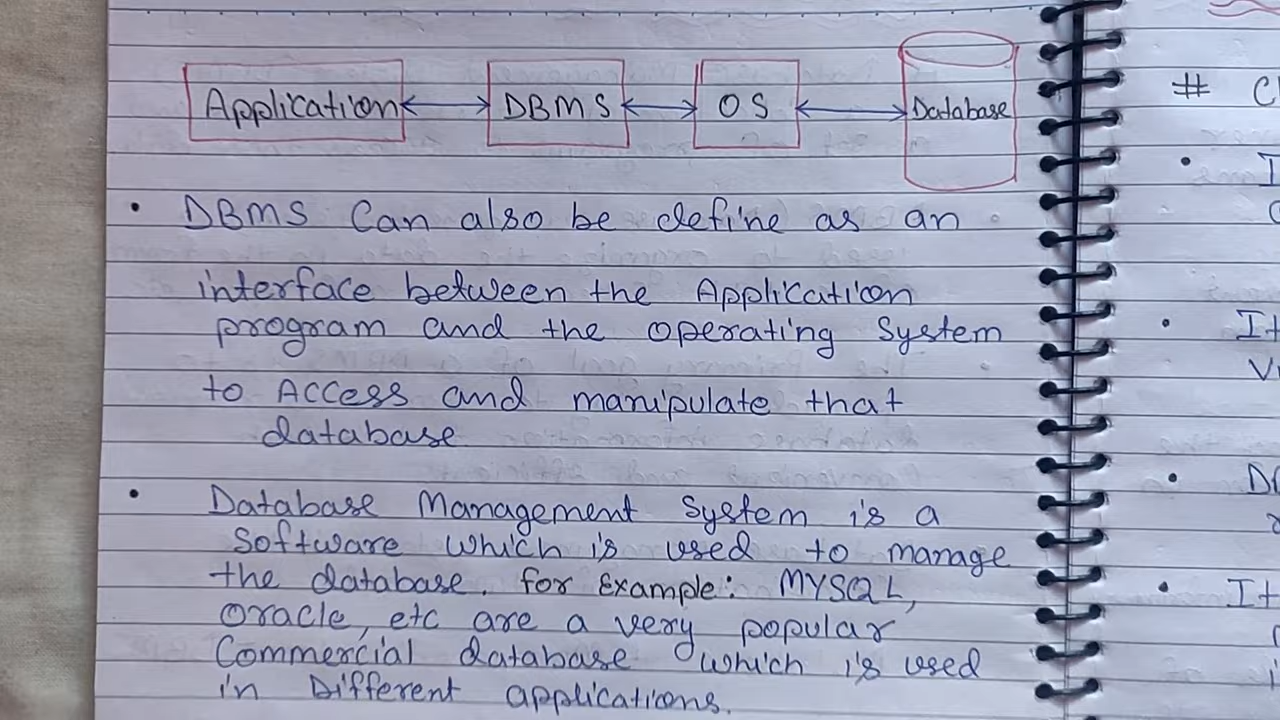 Application DBMS OS Database
• DBMS Can also be define as an
interface between the Application
program and the operating System
to Access and manipulate that
database
• Database Management System is a
Software which is used to manage
the database. for Example: MYSQL,
Oracle, etc are a very popular
Commercial database which is used
in Different applications.
#
•
• It
•
• It